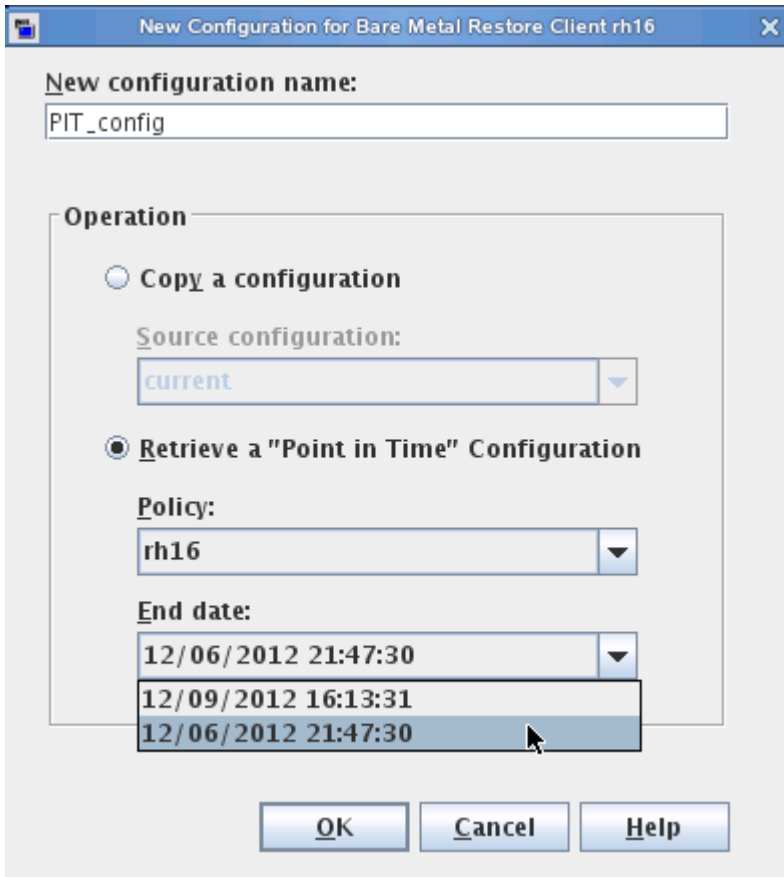 New Configuration for Bare Metal Restore Client rh16
New configuration name:
PIT_config
Operation
Copy a configuration
Source configuration:
current
Retrieve a "Point in Time" Configuration
Policy:
rh16
End date:
12/06/2012 21:47:30
12/09/2012 16:13:31
12/06/2012 21:47:30
OK Cancel Help